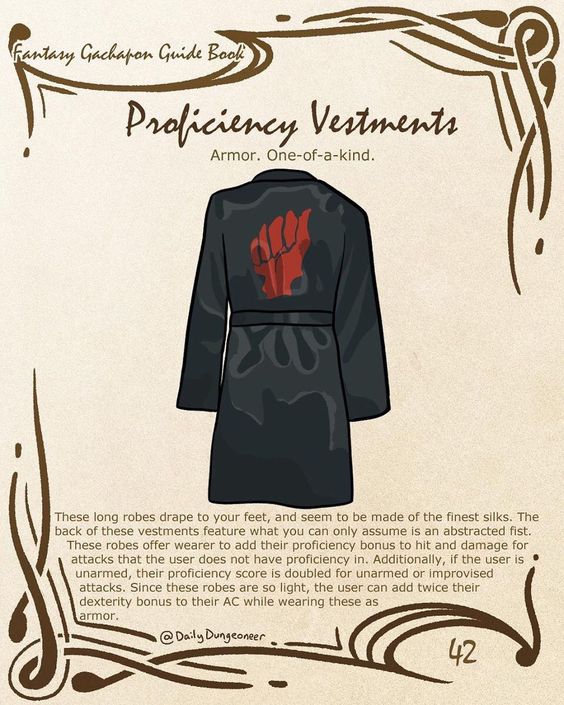 Fantasy Gachapon Guide Book
Proficiency Vestments
Armor. One-of-a-kind.
These long robes drape to your feet, and seem to be made of the finest silks. The
back of these vestments feature what you can only assume is an abstracted fist.
These robes offer wearer to add their proficiency bonus to hit and damage for
attacks that the user does not have proficiency in. Additionally, if the user is
unarmed, their proficiency score is doubled for unarmed or improvised
attacks. Since these robes are so light, the user can add twice their
dexterity bonus to their AC while wearing these as
armor.
@DailyDungeoneer
42